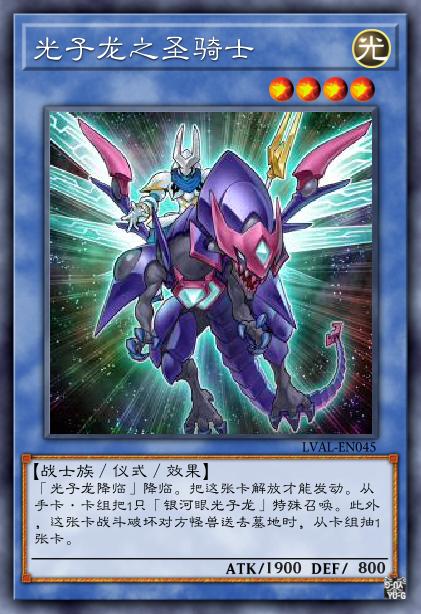 光子龙之圣骑士
光
LVAL-EN045
【战士族／仪式／效果】
「光子龙降临」降临。把这张卡解放才能发动。从
手卡·卡组把1只「银河眼光子龙」特殊召唤。此外
，这张卡战斗破坏对方怪兽送去墓地时，从卡组抽1
张卡。
ATK/1900 DEF/ 800